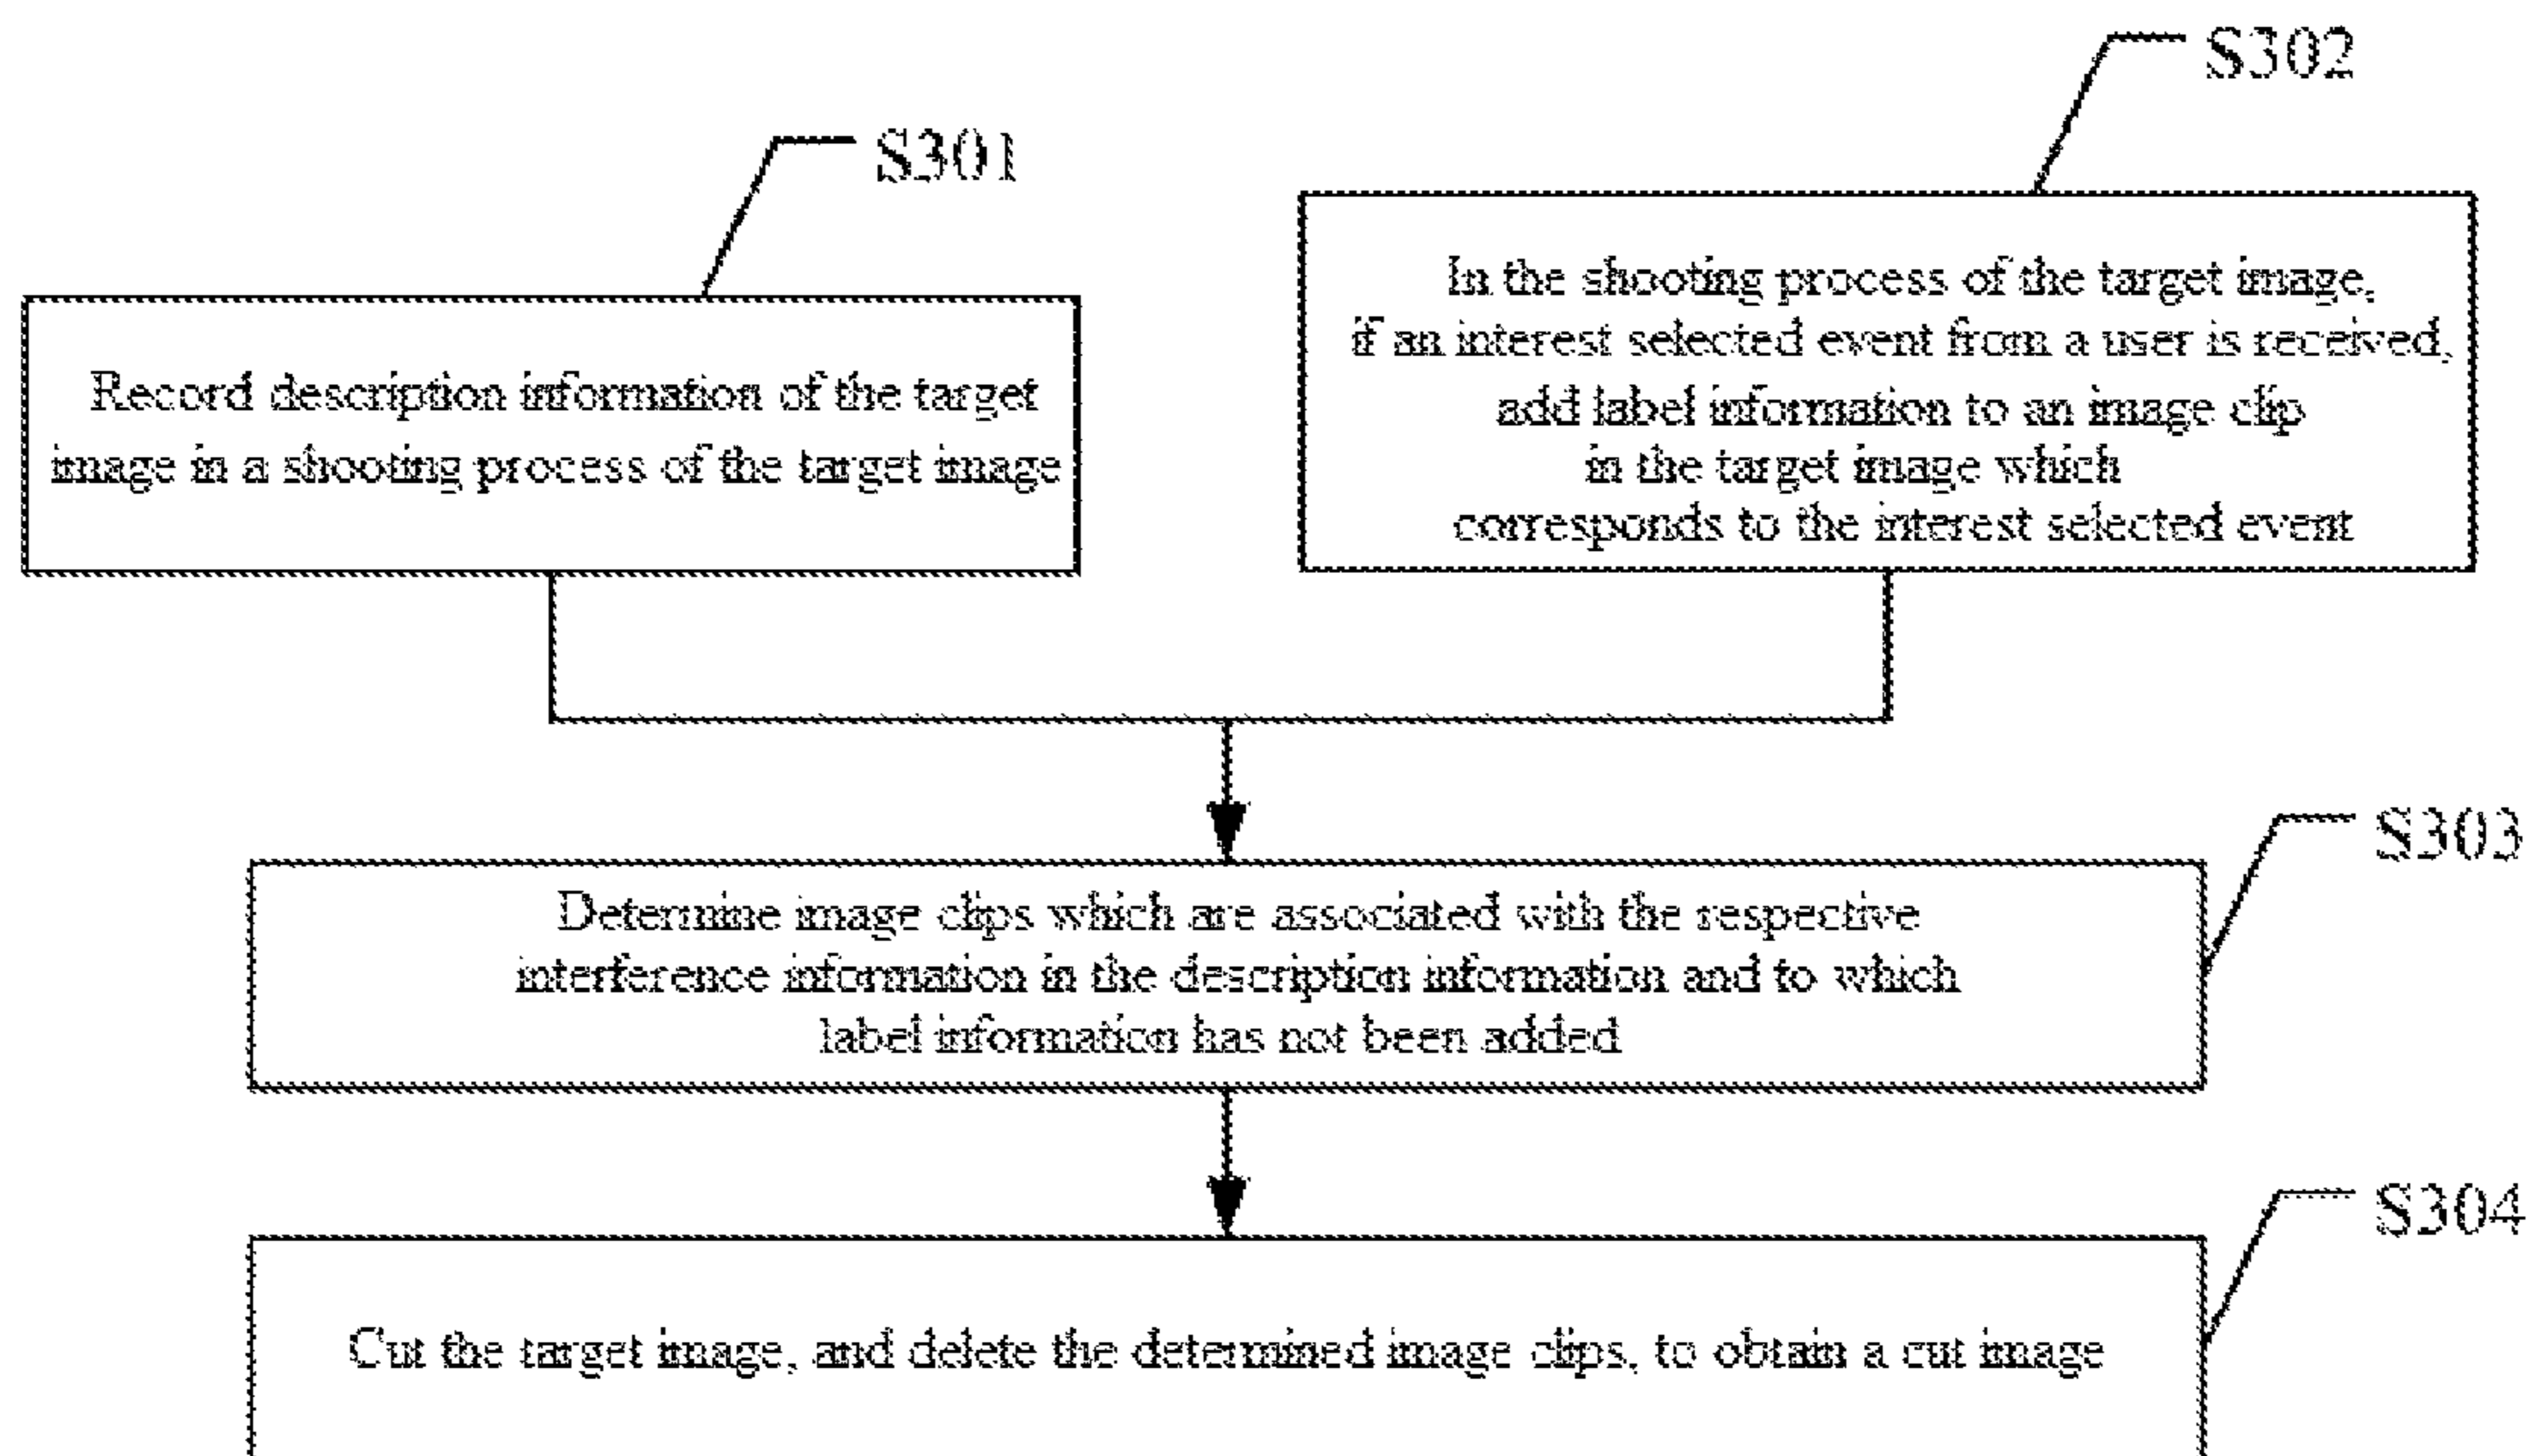 S301
Record description information of the target
image in a shooting process of the target image
S302
In the shooting process of the target image,
if an interest selected event from a user is received,
add label information to an image clip
in the target image which
corresponds to the interest selected event
S303
Determine image clips which are associated with the respective
interference information in the description information and to which
label information has not been added
S304
Cut the target image, and delete the determined image clips, to obtain a cut image